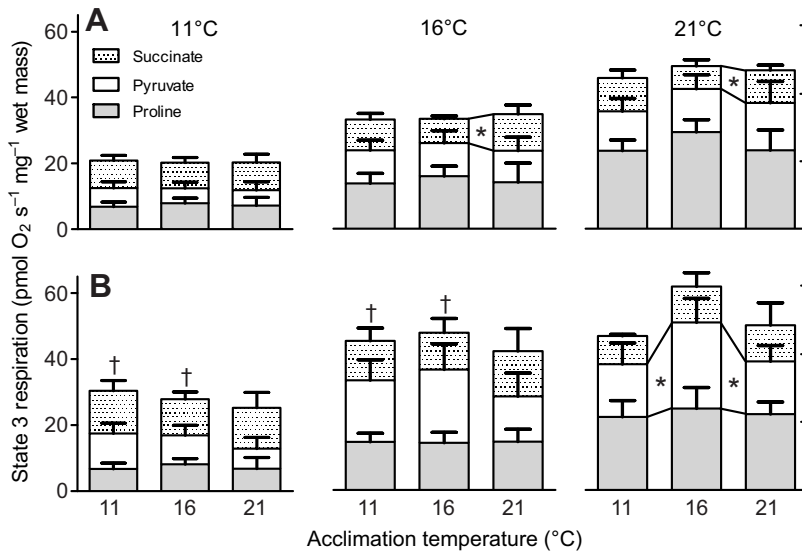 A
11°C
16°C
21°C
60
40
20
0
Succinate
Pyruvate
Proline
*
*
State 3 respiration (pmol O₂ s⁻¹ mg⁻¹ wet mass)
B
60
40
20
0
†
†
†
†
*
*
11
16
21
11
16
21
11
16
21
Acclimation temperature (°C)